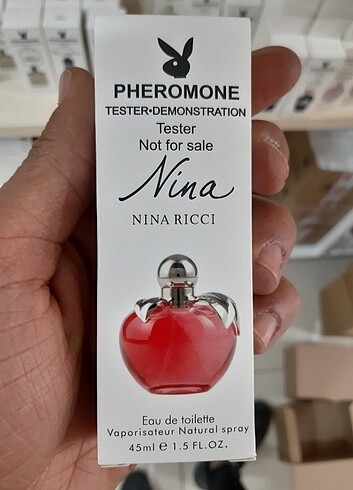 PHEROMONE
TESTER•DEMONSTRATION
Tester
Not for sale
Nina
NINA RICCI
Eau de toilette
Vaporisateur Natural spray
45ml e 1.5 FL.OZ.